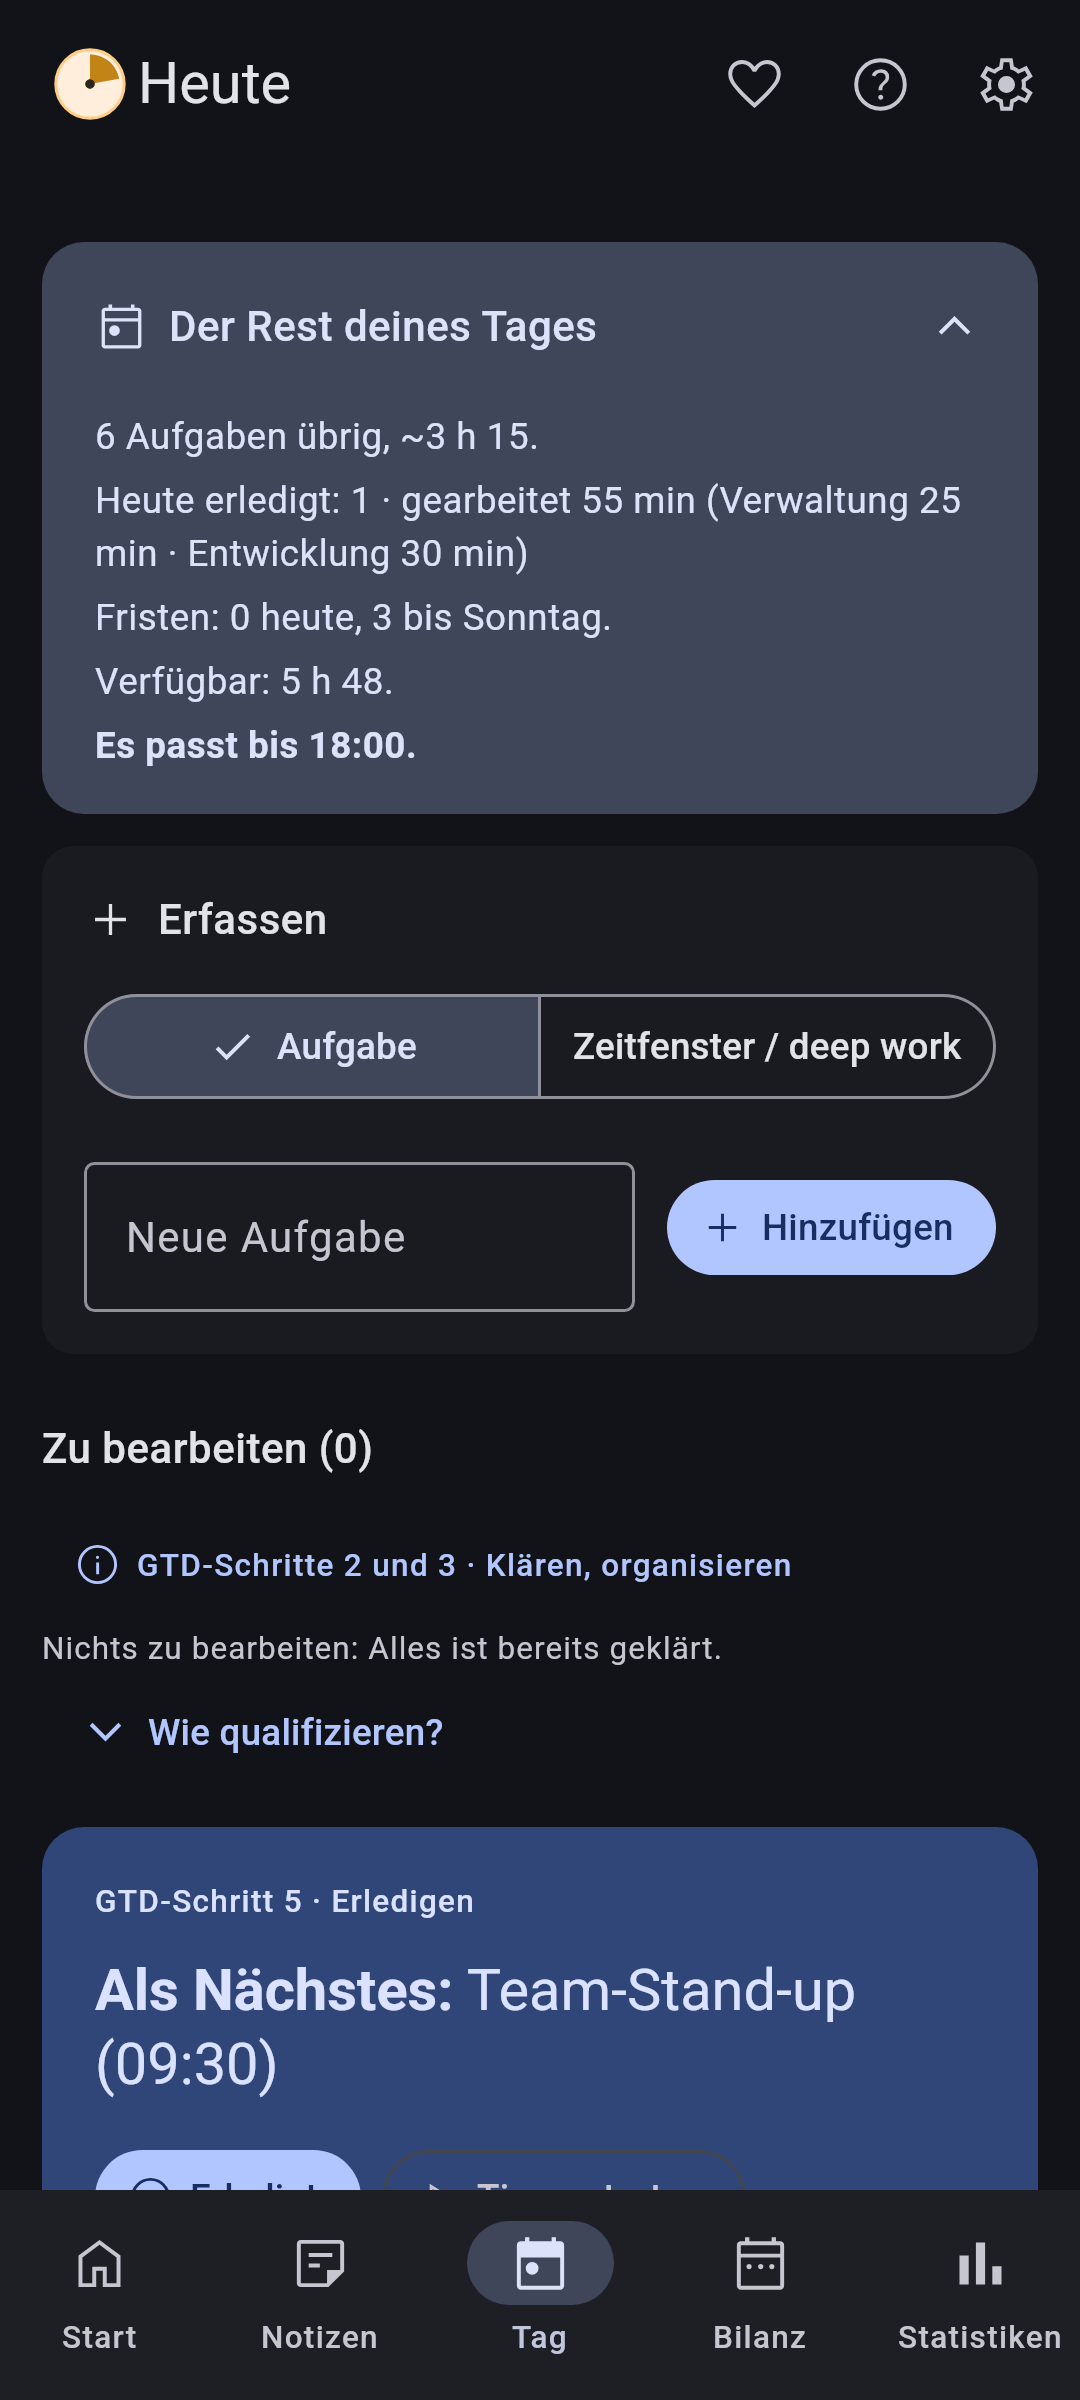 Heute
Der Rest deines Tages
6 Aufgaben übrig, ~3 h 15.
Heute erledigt: 1 · gearbeitet 55 min (Verwaltung 25
min · Entwicklung 30 min)
Fristen: 0 heute, 3 bis Sonntag.
Verfügbar: 5 h 48.
Es passt bis 18:00.
Erfassen
Aufgabe
Zeitfenster / deep work
Neue Aufgabe
Hinzufügen
Zu bearbeiten (0)
GTD-Schritte 2 und 3 · Klären, organisieren
Nichts zu bearbeiten: Alles ist bereits geklärt.
Wie qualifizieren?
GTD-Schritt 5 · Erledigen
Als Nächstes: Team-Stand-up
(09:30)
Start
Notizen
Tag
Bilanz
Statistiken